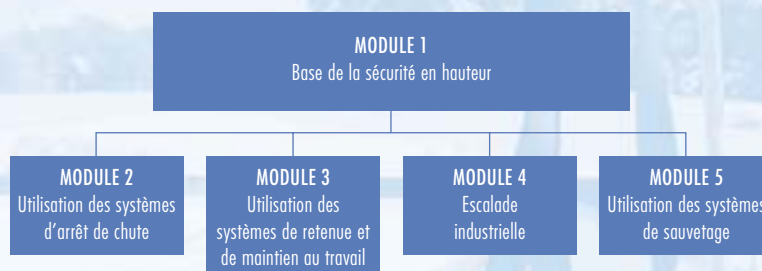 MODULE 1
Base de la sécurité en hauteur
MODULE 2
Utilisation des systèmes
d'arrêt de chute
MODULE 3
Utilisation des
systèmes de retenue et
de maintien au travail
MODULE 4
Escalade
industrielle
MODULE 5
Utilisation des systèmes
de sauvetage